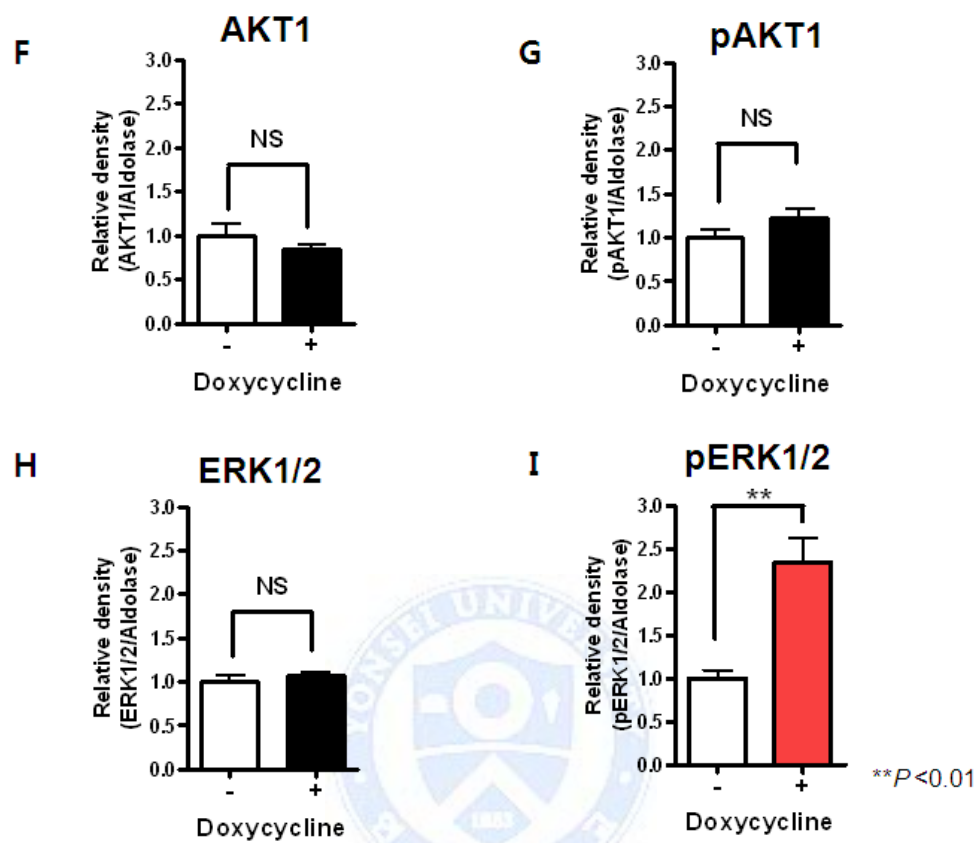 F
AKT1
Relative density
(AKT1/Aldolase)
3.0
2.5
2.0
1.5
1.0
0.5
0.0
NS
- +
Doxycycline
G
pAKT1
Relative density
(pAKT1/Aldolase)
3.0
2.5
2.0
1.5
1.0
0.5
0.0
NS
- +
Doxycycline
H
ERK1/2
Relative density
(ERK1/2/Aldolase)
3.0
2.5
2.0
1.5
1.0
0.5
0.0
NS
- +
Doxycycline
I
pERK1/2
Relative density
(pERK1/2/Aldolase)
3.0
2.5
2.0
1.5
1.0
0.5
0.0
**
- +
Doxycycline
**P<0.01
YONSEI UNIVER
1885